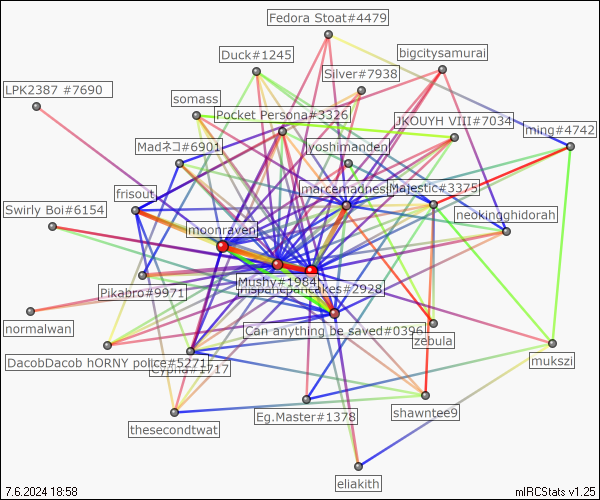 Fedora Stoat#4479
Duck#1245
bigcitysamurai
Silver#7938
LPK2387 #7690
somass
Pocket Persona#3326
JKOUYH VIII#7034
ming#4742
Madネコ#6901
lyoshimanden
marcemadness
Majestic#3375
frisout
Swirly Boi#6154
neokingghidorah
moonraven
Mushy#1984
Pikabro#9971
#2928
normalwan
Can anything be saved#0396
zebula
DacobDacob hORNY police#5271
mukszi
#1717
Eg.Master#1378
shawntee9
thesecondtwat
eliakith
7.6.2024 18:58
mIRCStats v1.25